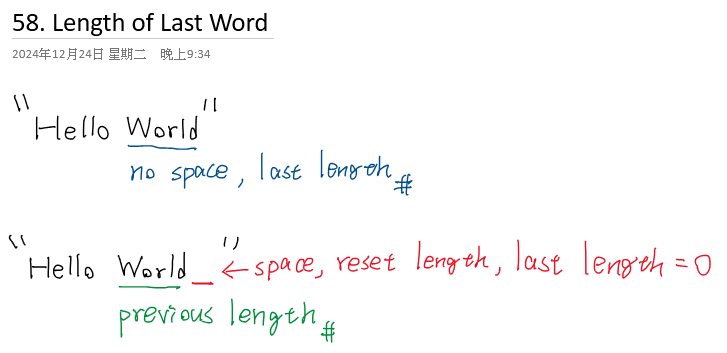 58. Length of Last Word
2024年12月24日 星期二 晚上9:34
"Hello World"
no space, last length #
"Hello World_" ← space, reset length, last length = 0
previous length #